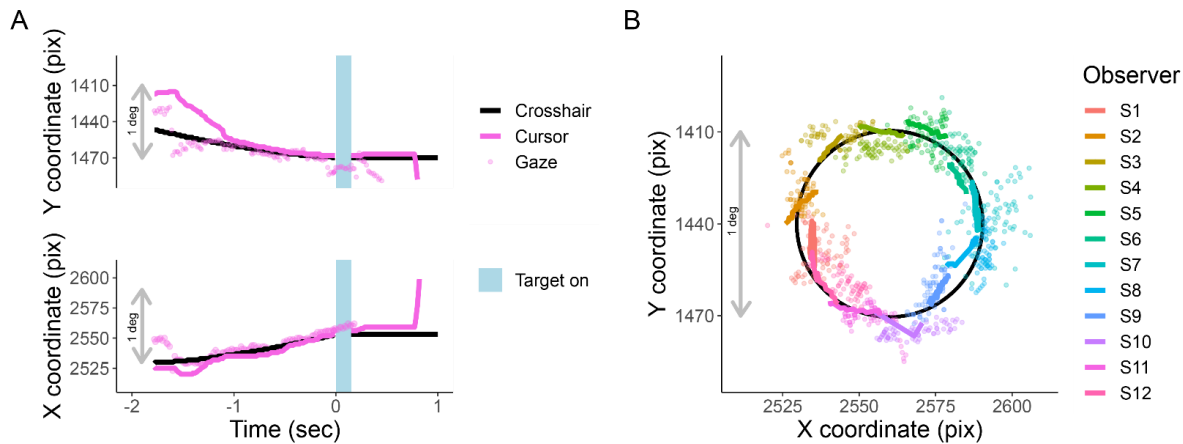 A
Y coordinate (pix)
1410
1440
1470
1 deg
Crosshair
Cursor
Gaze
X coordinate (pix)
2600
2575
2550
2525
1 deg
Target on
-2
-1
0
1
Time (sec)
B
Y coordinate (pix)
1410
1440
1470
1 deg
2525
2550
2575
2600
X coordinate (pix)
Observer
S1
S2
S3
S4
S5
S6
S7
S8
S9
S10
S11
S12